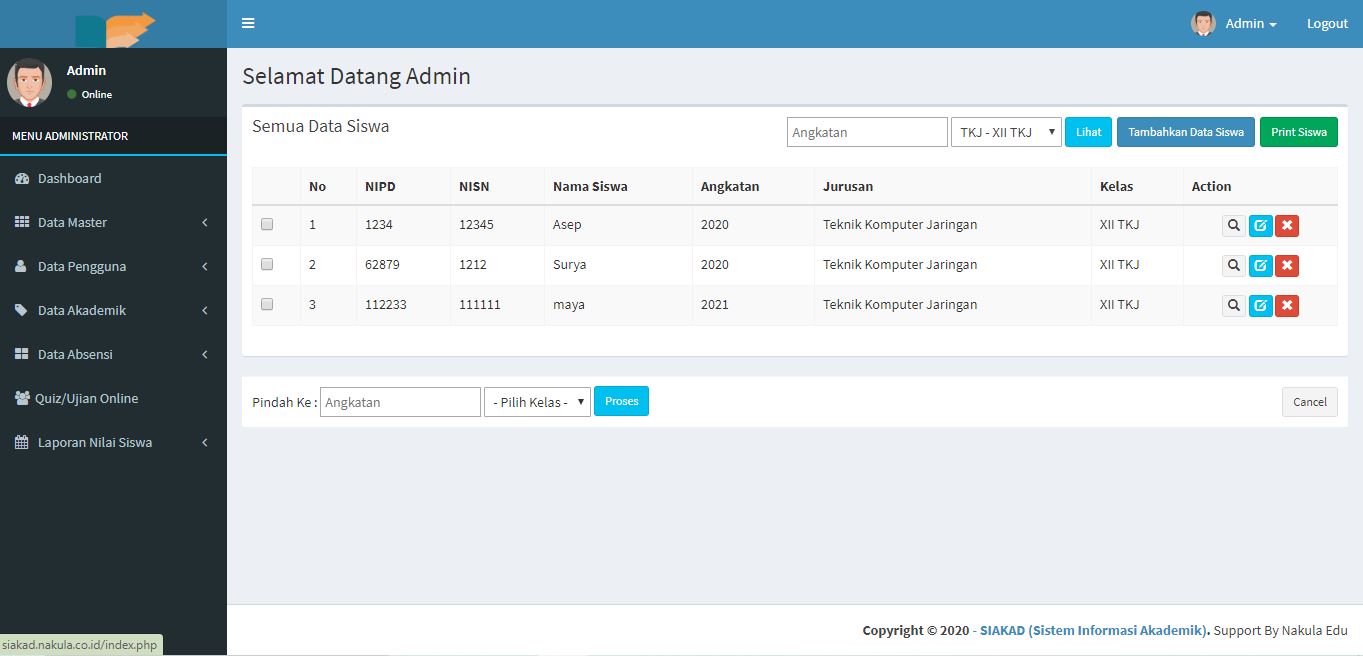 Admin
Logout
Admin
Online
MENU ADMINISTRATOR
Dashboard
Data Master
Data Pengguna
Data Akademik
Data Absensi
Quiz/Ujian Online
Laporan Nilai Siswa
Selamat Datang Admin
Semua Data Siswa
Angkatan TKJ - XII TKJ Lihat Tambahkan Data Siswa Print Siswa
No NIPD NISN Nama Siswa Angkatan Jurusan Kelas Action
1 1234 12345 Asep 2020 Teknik Komputer Jaringan XII TKJ
2 62879 1212 Surya 2020 Teknik Komputer Jaringan XII TKJ
3 112233 111111 maya 2021 Teknik Komputer Jaringan XII TKJ
Pindah Ke : Angkatan - Pilih Kelas - Proses Cancel
Copyright © 2020 - SIAKAD (Sistem Informasi Akademik). Support By Nakula Edu
siakad.nakula.co.id/index.php